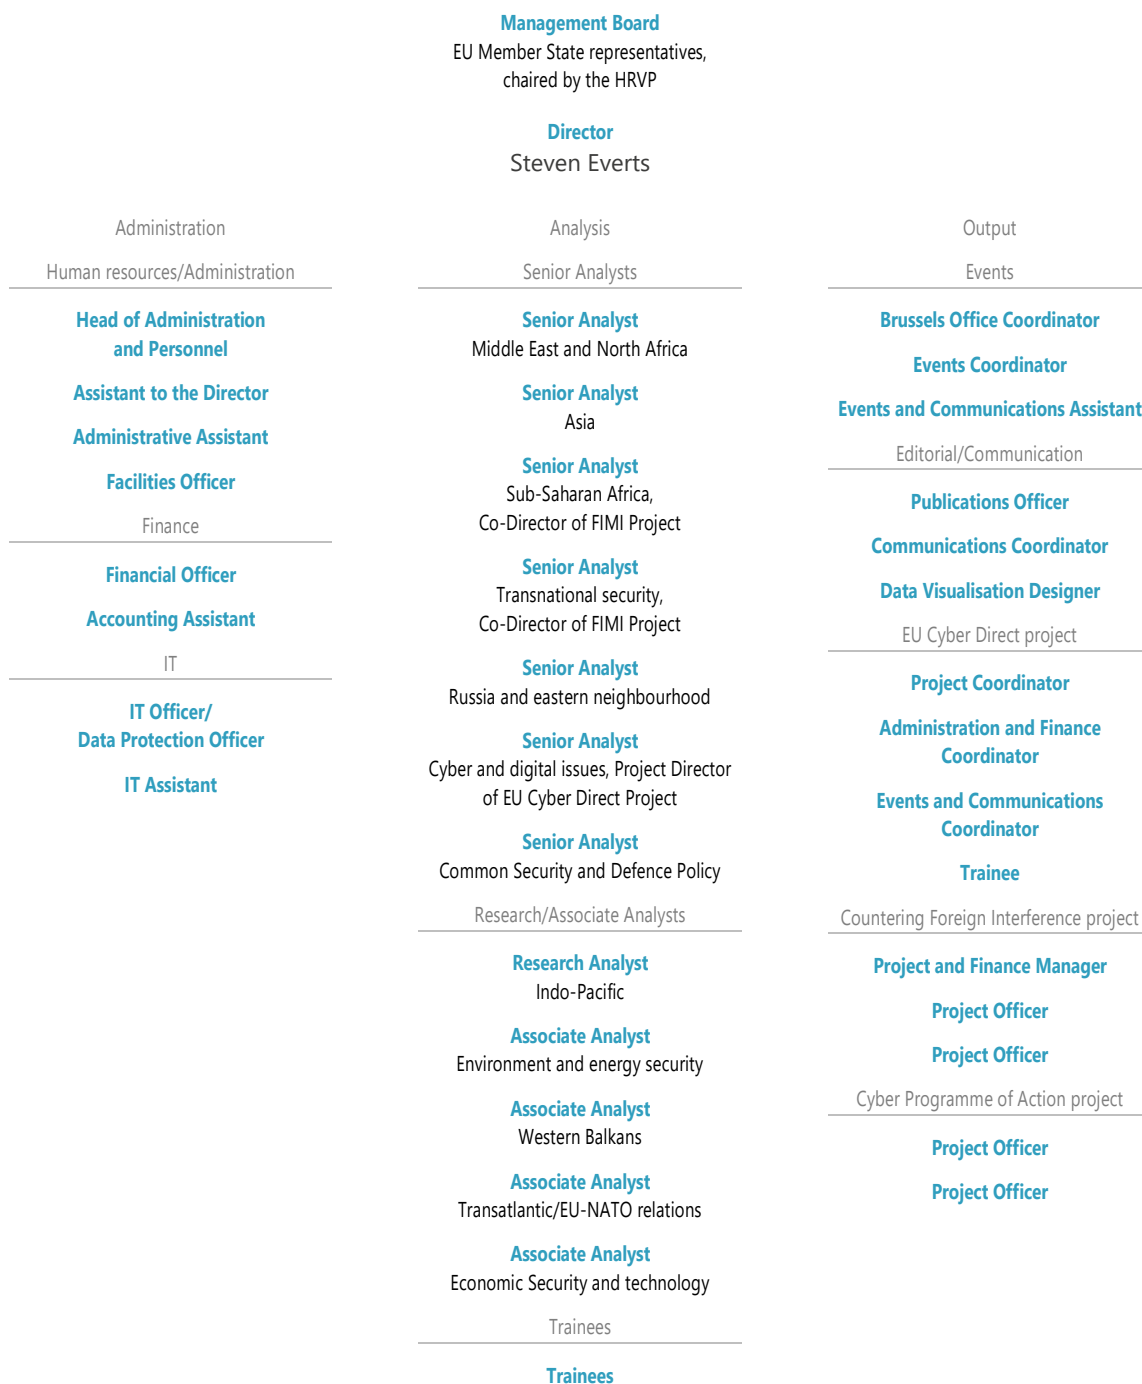 Management Board
EU Member State representatives,
chaired by the HRVP
Director
Steven Everts
Administration
Human resources/Administration
Head of Administration
and Personnel
Assistant to the Director
Administrative Assistant
Facilities Officer
Finance
Financial Officer
Accounting Assistant
IT
IT Officer/
Data Protection Officer
IT Assistant
Analysis
Senior Analysts
Senior Analyst
Middle East and North Africa
Senior Analyst
Asia
Senior Analyst
Sub-Saharan Africa,
Co-Director of FIMI Project
Senior Analyst
Transnational security,
Co-Director of FIMI Project
Senior Analyst
Russia and eastern neighbourhood
Senior Analyst
Cyber and digital issues, Project Director
of EU Cyber Direct Project
Senior Analyst
Common Security and Defence Policy
Research/Associate Analysts
Research Analyst
Indo-Pacific
Associate Analyst
Environment and energy security
Associate Analyst
Western Balkans
Associate Analyst
Transatlantic/EU-NATO relations
Associate Analyst
Economic Security and technology
Trainees
Trainees
Output
Events
Brussels Office Coordinator
Events Coordinator
Events and Communications Assistant
Editorial/Communication
Publications Officer
Communications Coordinator
Data Visualisation Designer
EU Cyber Direct project
Project Coordinator
Administration and Finance
Coordinator
Events and Communications
Coordinator
Trainee
Countering Foreign Interference project
Project and Finance Manager
Project Officer
Project Officer
Cyber Programme of Action project
Project Officer
Project Officer